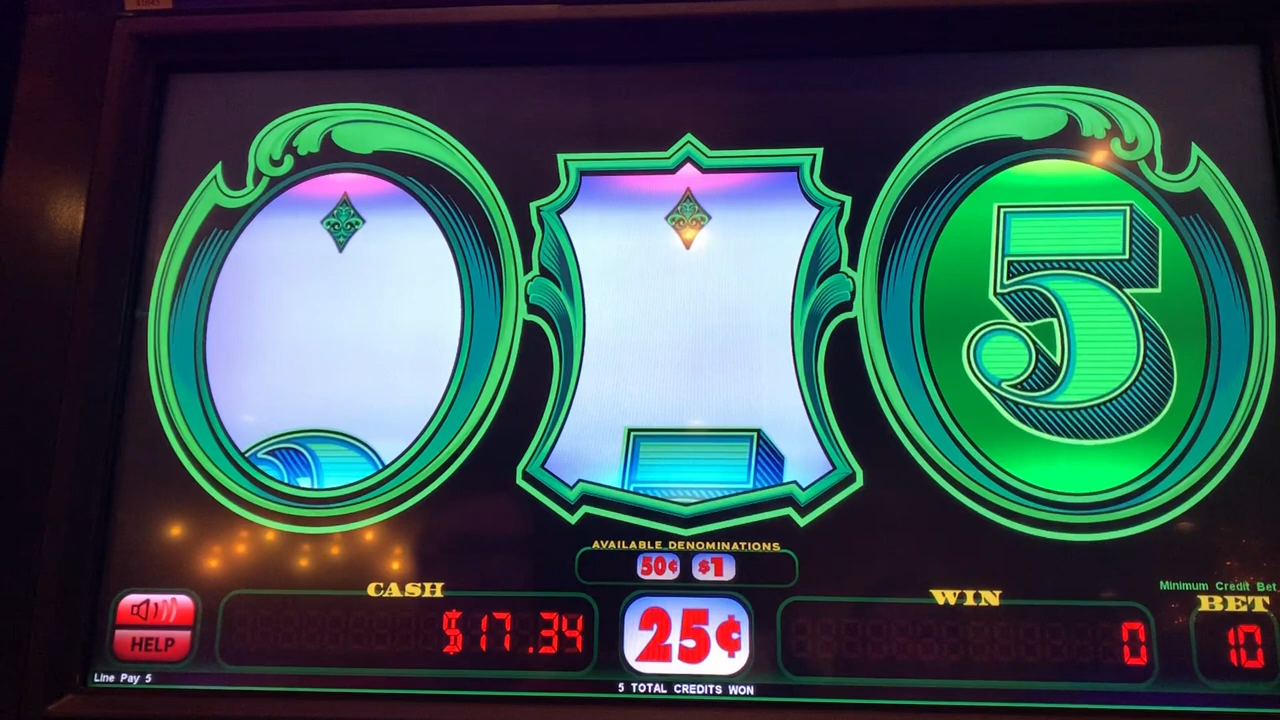 5
AVAILABLE DENOMINATIONS
50¢ $1
Minimum Credit Bet
CASH
WIN
BET
$17.34
25¢
0
10
HELP
Line Pay 5
5 TOTAL CREDITS WON